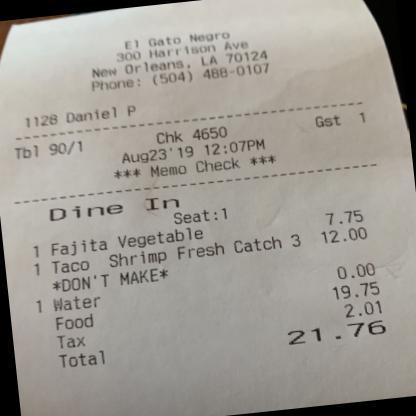 El Gato Negro
300 Harrison Ave
New Orleans, LA 70124
Phone: (504) 488-0107
1128 Daniel P
Tbl 90/1 Chk 4650 Gst 1
Aug23'19 12:07PM
*** Memo Check ***
Dine In
Seat:1
1 Fajita Vegetable 7.75
1 Taco Shrimp Fresh Catch 3 12.00
*DON'T MAKE*
1 Water 0.00
Food 19.75
Tax 2.01
Total 21.76